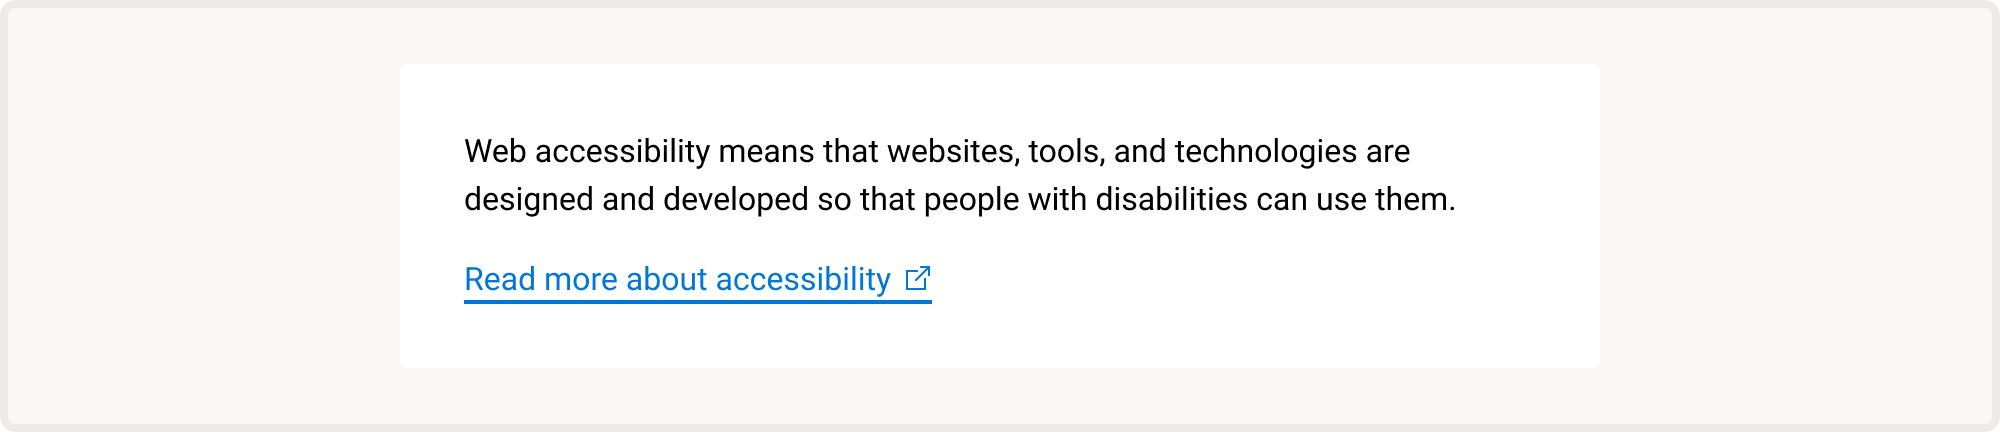 Web accessibility means that websites, tools, and technologies are
designed and developed so that people with disabilities can use them.
Read more about accessibility